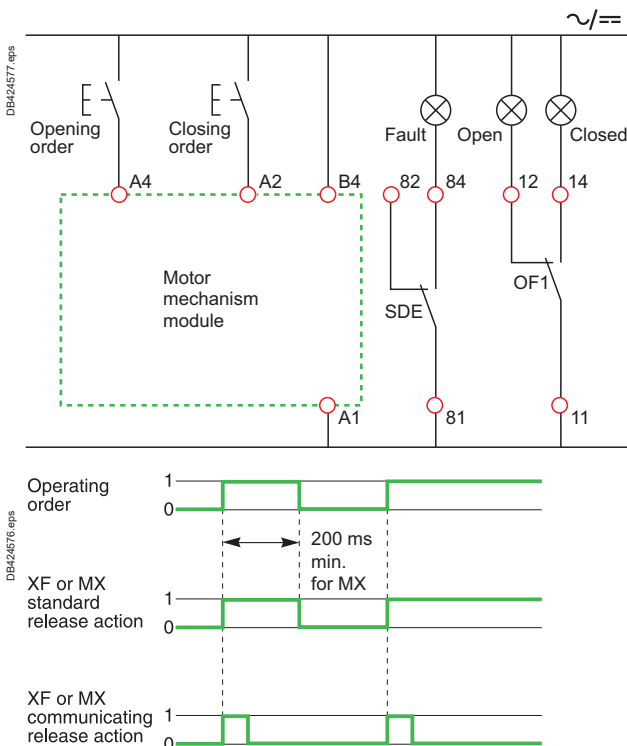 ~/==
DB424577.eps
Opening
order
Closing
order
Fault
Open
Closed
A4
A2
B4
82
84
12
14
Motor
mechanism
module
SDE
OF1
A1
81
11
DB424576.eps
Operating
order
1
0
200 ms
min.
for MX
XF or MX
standard
release action
1
0
XF or MX
communicating
release action
1
0